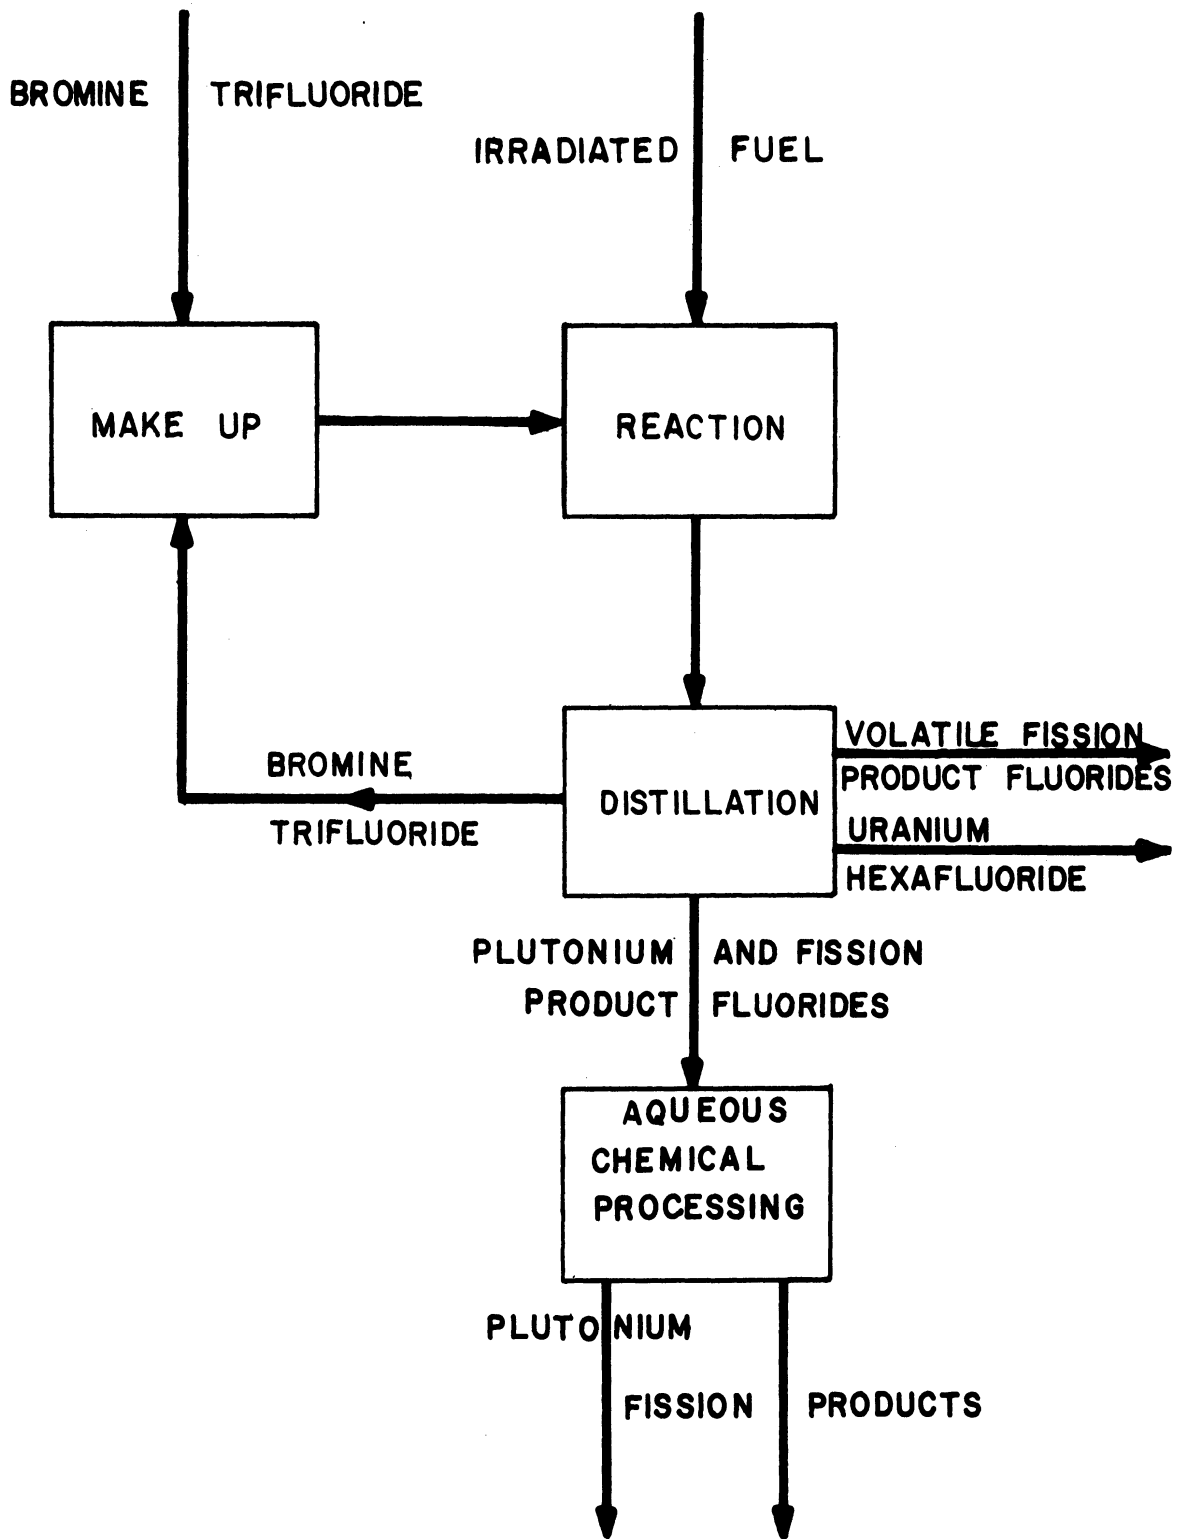 BROMINE TRIFLUORIDE
IRRADIATED FUEL
MAKE UP
REACTION
BROMINE
TRIFLUORIDE
DISTILLATION
VOLATILE FISSION
PRODUCT FLUORIDES
URANIUM
HEXAFLUORIDE
PLUTONIUM AND FISSION
PRODUCT FLUORIDES
AQUEOUS
CHEMICAL
PROCESSING
PLUTONIUM
FISSION PRODUCTS